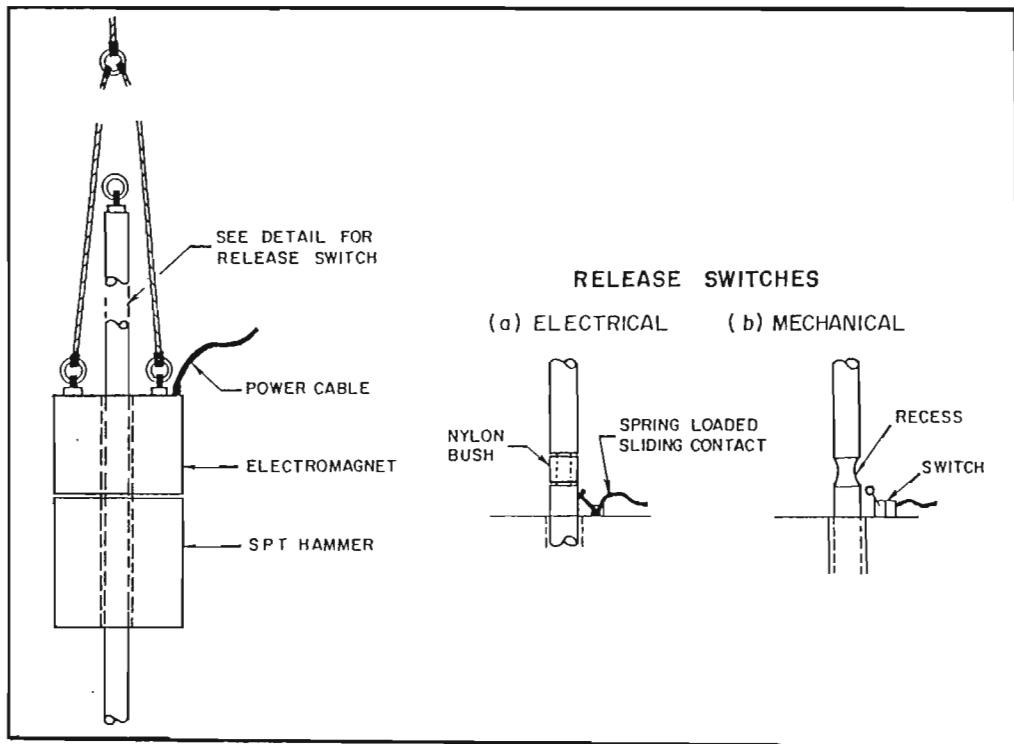 SEE DETAIL FOR
RELEASE SWITCH
POWER CABLE
ELECTROMAGNET
SPT HAMMER
RELEASE SWITCHES
(a) ELECTRICAL
(b) MECHANICAL
NYLON
BUSH
SPRING LOADED
SLIDING CONTACT
RECESS
SWITCH